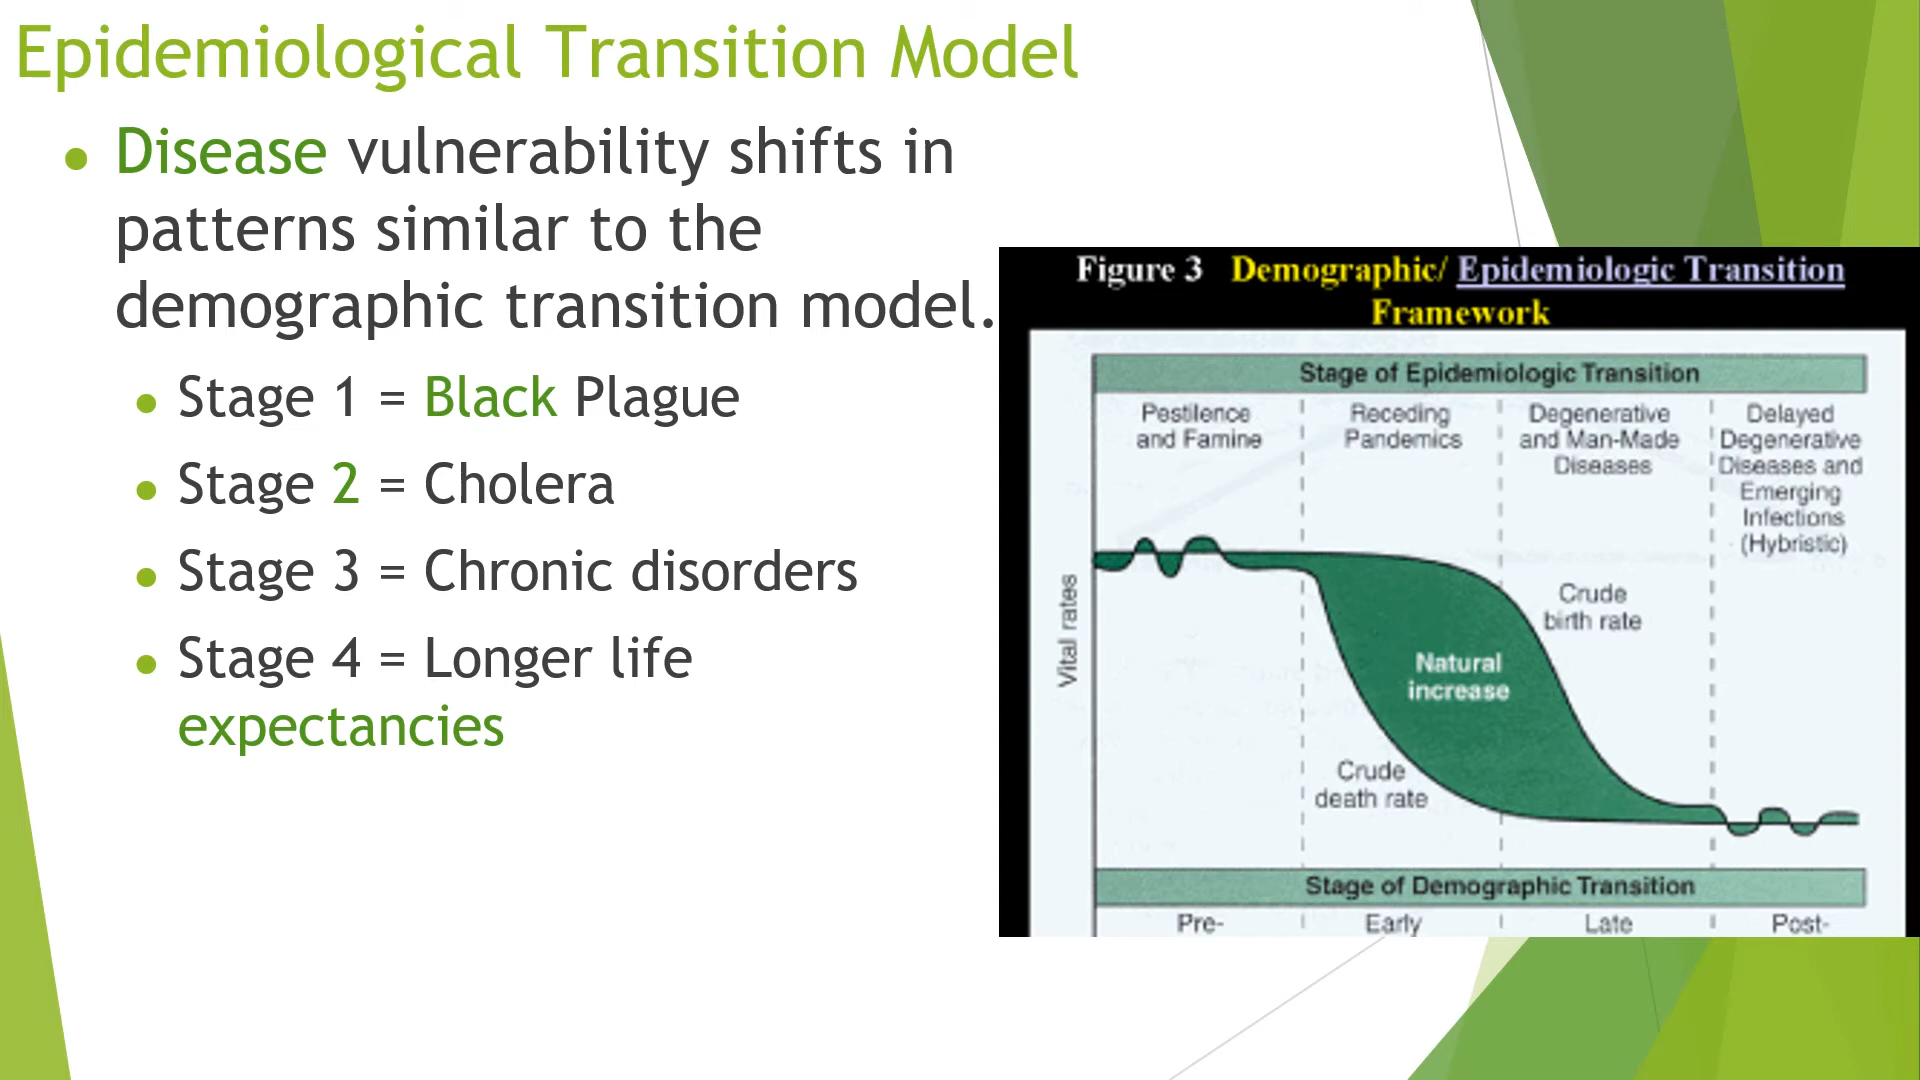 Epidemiological Transition Model
Disease vulnerability shifts in
patterns similar to the
demographic transition model.
Stage 1 = Black Plague
Stage 2 = Cholera
Stage 3 = Chronic disorders
Stage 4 = Longer life
expectancies
Figure 3 Demographic/ Epidemiologic Transition
Framework
Stage of Epidemiologic Transition
Pestilence
and Famine
Receding
Pandemics
Degenerative
and Man-Made
Diseases
Delayed
Degenerative
Diseases and
Emerging
Infections
(Hybristic)
Vital rates
Crude
birth rate
Natural
increase
Crude
death rate
Stage of Demographic Transition
Pre-
Early
Late
Post-